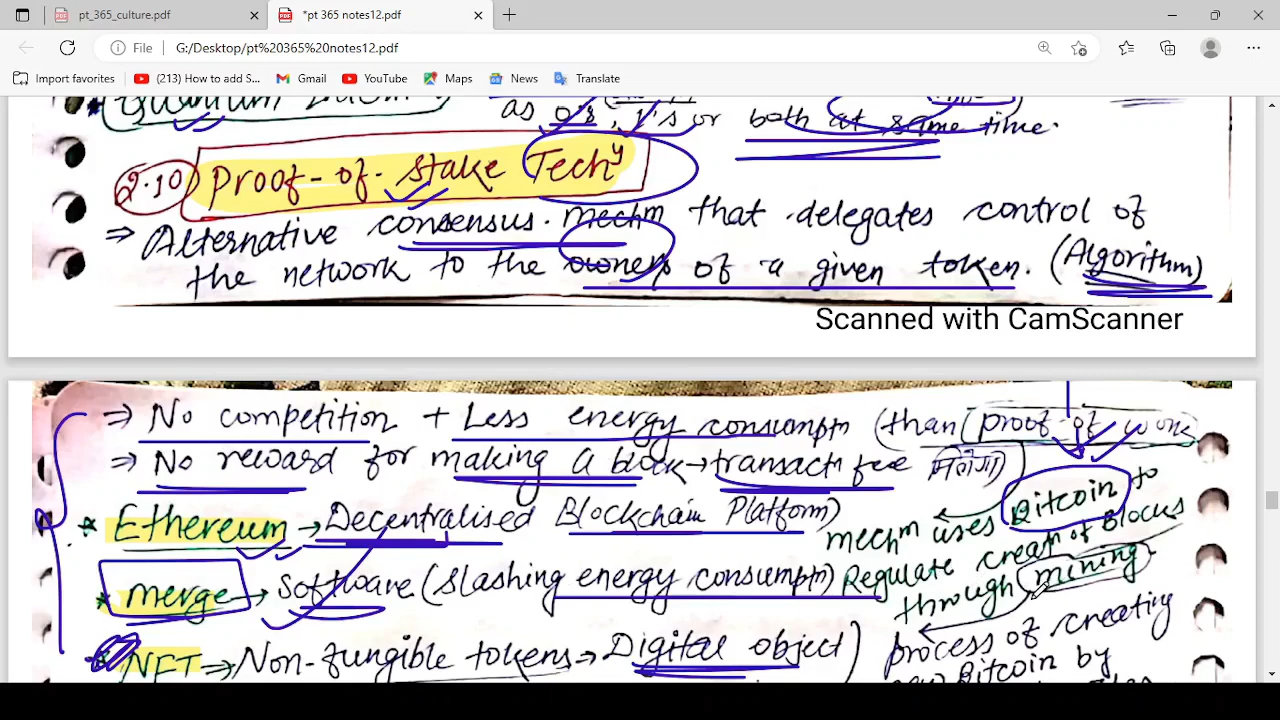 pt_365_culture.pdf
*pt 365 notes12.pdf
File
G:/Desktop/pt%20365%20notes12.pdf
Import favorites
(213) How to add S...
Gmail
YouTube
Maps
News
Translate
Quantum
as 0's, 1's or both at same time.
2.10 Proof-of-stake Techy
⇒ Alternative consensus mechm that delegates control of
the network to the owners of a given token. (Algorithm)
Scanned with CamScanner
⇒ No competition + Less energy consumptn (than proof of work
⇒ No reward for making a block → transactn fee मिलेगा
★ Ethereum → Decentralised Blockchain Platform)
★ merge → Software (slashing energy consumptn)
NFT → Non-fungible tokens → Digital object
mechm uses Bitcoin to
Regulate creatn of Blocks
through mining
process of creating
Bitcoin by